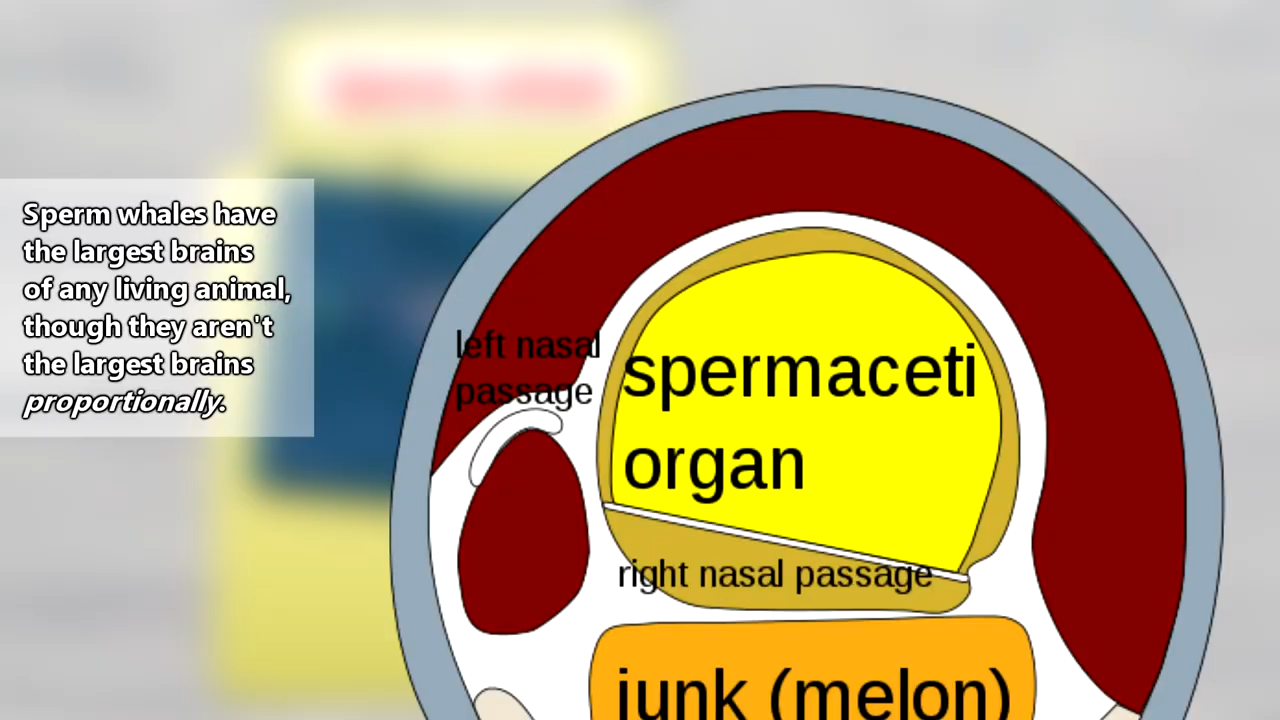 Sperm whales have
the largest brains
of any living animal,
though they aren't
the largest brains
proportionally.
left nasal
passage
spermaceti
organ
right nasal passage
junk (melon)